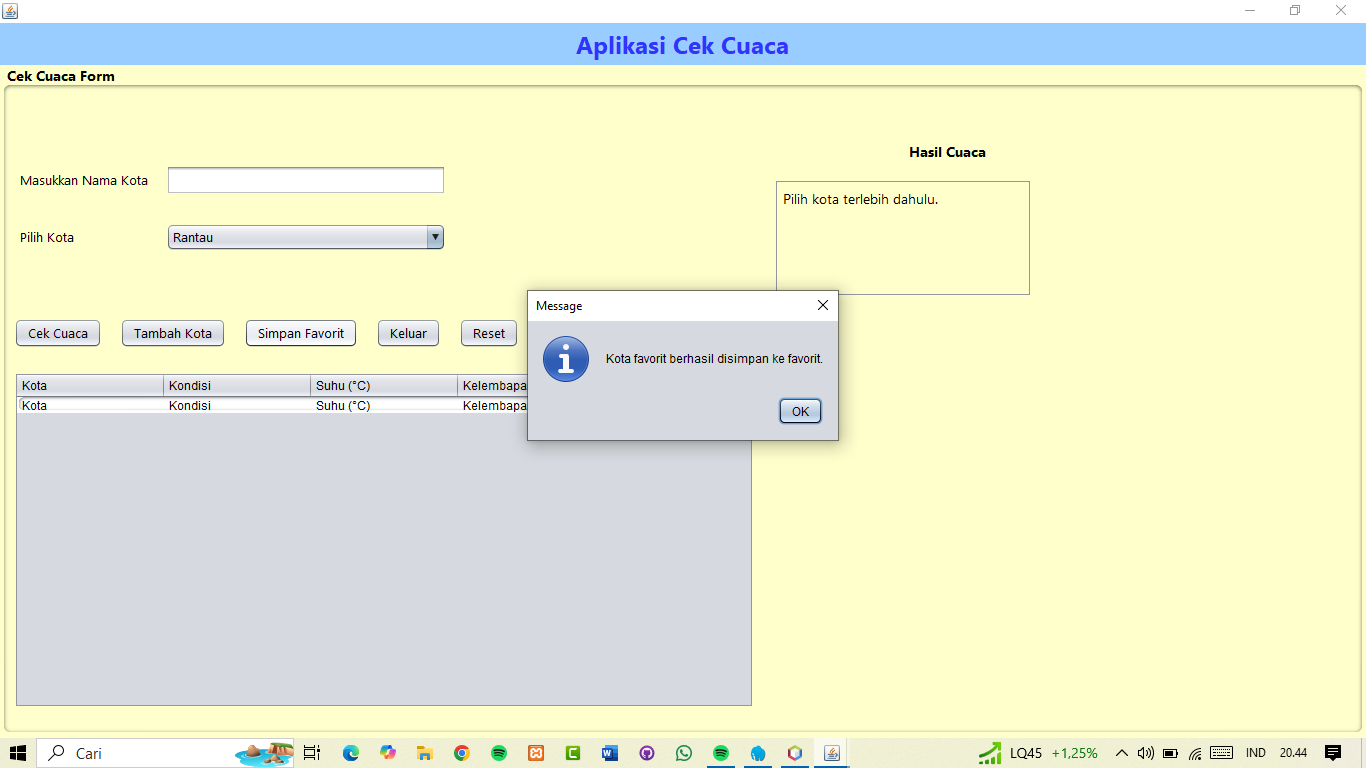 Aplikasi Cek Cuaca
Cek Cuaca Form
Hasil Cuaca
Masukkan Nama Kota
Pilih kota terlebih dahulu.
Pilih Kota
Rantau
Message
Kota favorit berhasil disimpan ke favorit.
OK
Cek Cuaca
Tambah Kota
Simpan Favorit
Keluar
Reset
Kota Kondisi Suhu (°C) Kelembapa
Kota Kondisi Suhu (°C) Kelembapa
Cari
LQ45 +1,25%
IND
20.44